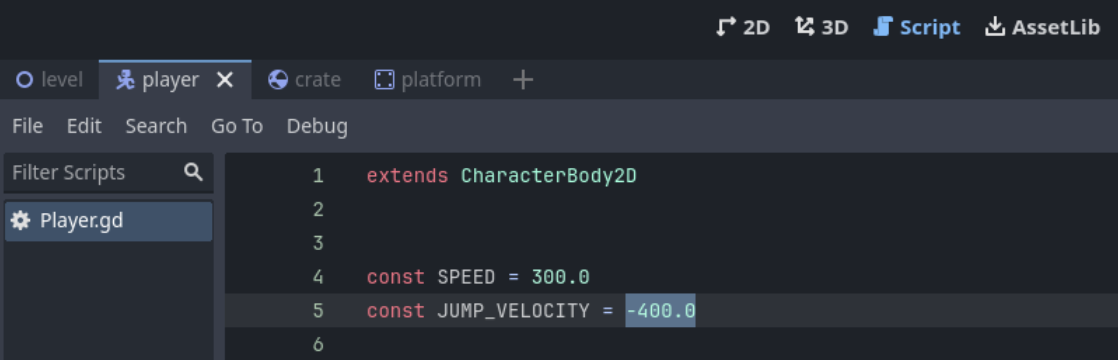 2D 3D Script AssetLib
level player crate platform
File Edit Search Go To Debug
Filter Scripts
Player.gd
1 extends CharacterBody2D
2
3
4 const SPEED = 300.0
5 const JUMP_VELOCITY = -400.0
6